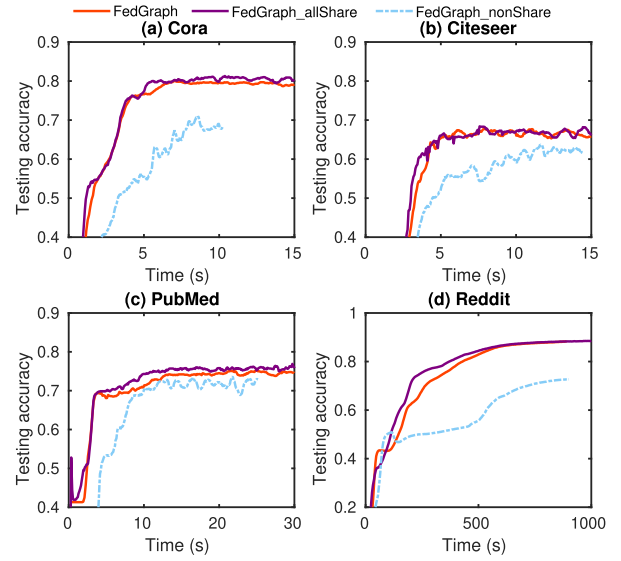 FedGraph FedGraph_allShare FedGraph_nonShare
(a) Cora (b) Citeseer
0.9 0.9
0.8 0.8
0.7 0.7
0.6 0.6
0.5 0.5
0.4 0.4
Testing accuracy Testing accuracy
0 5 10 15 0 5 10 15
Time (s) Time (s)
(c) PubMed (d) Reddit
0.9 1
0.8 0.8
0.7
0.6 0.6
0.5 0.4
0.4 0.2
Testing accuracy Testing accuracy
0 10 20 30 0 500 1000
Time (s) Time (s)